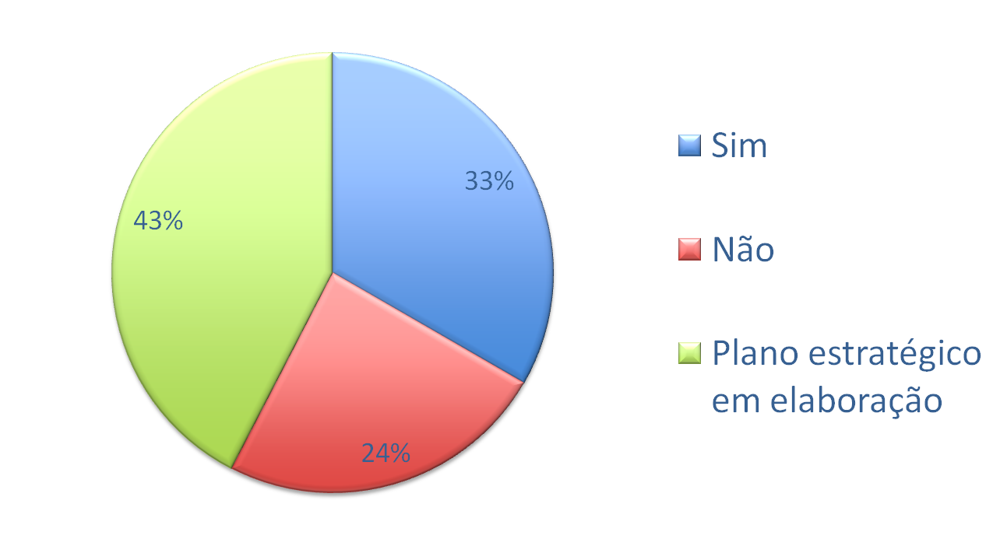 33%
43%
24%
Sim
Não
Plano estratégico
em elaboração